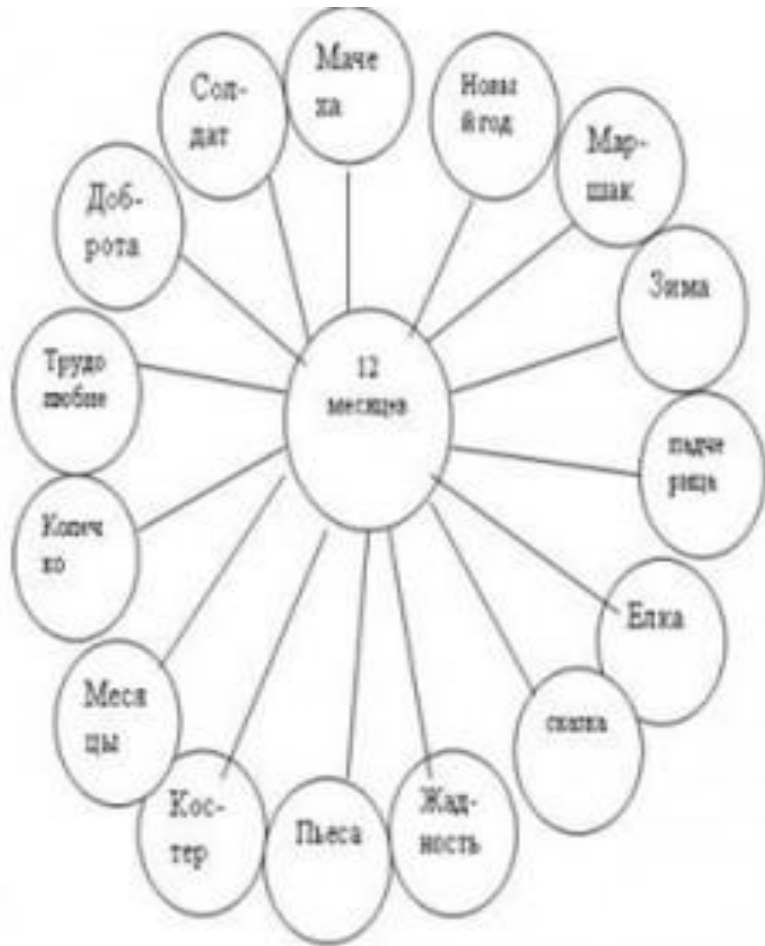 12
месяцев
Маче
ха
Новы
й год
Мар-
шак
Зима
падче
рица
Елка
сказка
Жад-
ность
Пьеса
Кос-
тер
Меся
цы
Колеч
ко
Трудо
любие
Доб-
рота
Сол-
дат